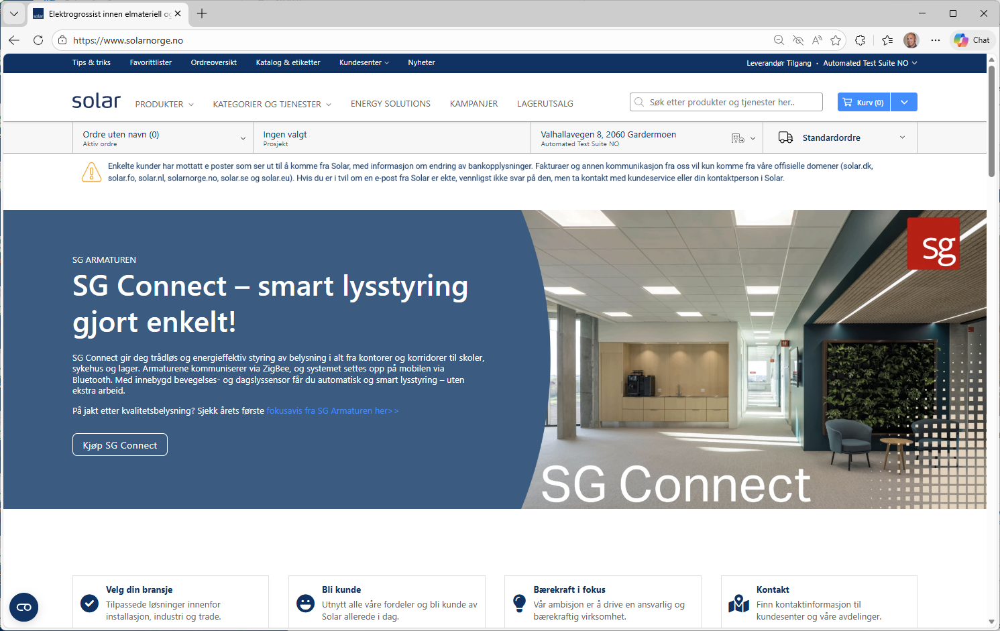 Elektrogrossist innen elmateriell og
https://www.solarnorge.no
Chat
Tips & triks
Favorittlister
Ordreoversikt
Katalog & etiketter
Kundesenter
Nyheter
Leverandør Tilgang
Automated Test Suite NO
solar
PRODUKTER
KATEGORIER OG TJENESTER
ENERGY SOLUTIONS
KAMPANJER
LAGERUTSALG
Søk etter produkter og tjenester her..
Kurv (0)
Ordre uten navn (0)
Aktiv ordre
Ingen valgt
Prosjekt
Valhallavegen 8, 2060 Gardermoen
Automated Test Suite NO
Standardordre
Enkelte kunder har mottatt e poster som ser ut til å komme fra Solar, med informasjon om endring av bankopplysninger. Fakturaer og annen kommunikasjon fra oss vil kun komme fra våre offisielle domener (solar.dk,
solar.fo, solar.nl, solarnorge.no, solar.se og solar.eu). Hvis du er i tvil om en e-post fra Solar er ekte, vennligst ikke svar på den, men ta kontakt med kundeservice eller din kontaktperson i Solar.
SG ARMATUREN
SG Connect – smart lysstyring
gjort enkelt!
SG Connect gir deg trådløs og energieffektiv styring av belysning i alt fra kontorer og korridorer til skoler,
sykehus og lager. Armaturene kommuniserer via ZigBee, og systemet settes opp på mobilen via
Bluetooth. Med innebygd bevegelses- og dagslyssensor får du automatisk og smart lysstyring – uten
ekstra arbeid.
På jakt etter kvalitetsbelysning? Sjekk årets første fokusavis fra SG Armaturen her>>
Kjøp SG Connect
sg
SG Connect
Velg din bransje
Tilpassede løsninger innenfor
installasjon, industri og trade.
Bli kunde
Utnytt alle våre fordeler og bli kunde av
Solar allerede i dag.
Bærekraft i fokus
Vår ambisjon er å drive en ansvarlig og
bærekraftig virksomhet.
Kontakt
Finn kontaktinformasjon til
kundesenter og våre avdelinger.